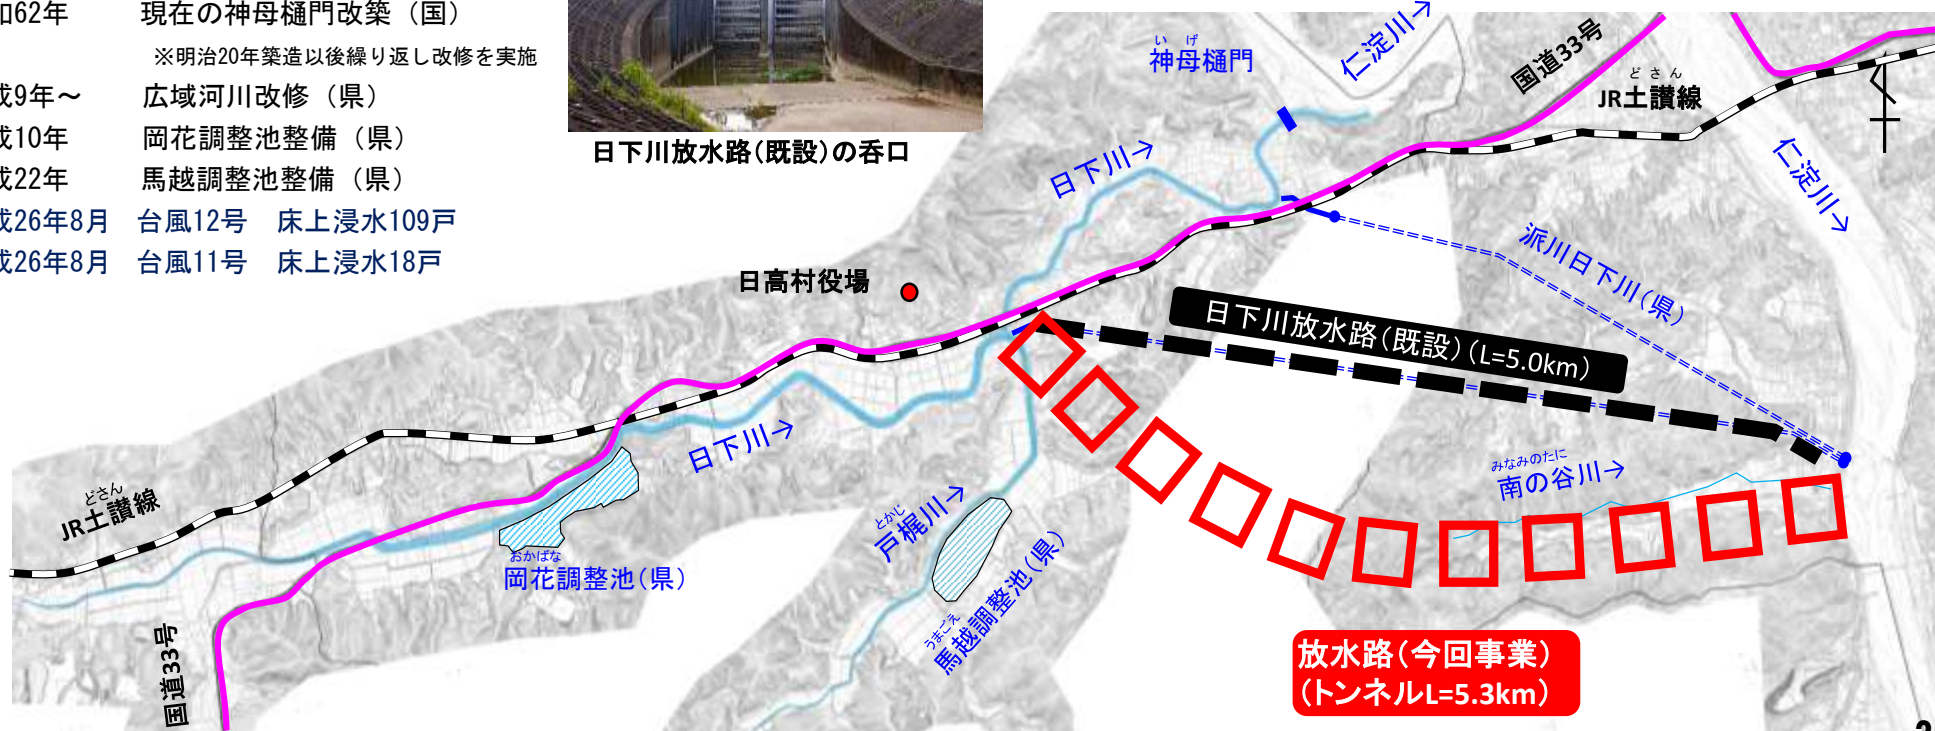 和62年 現在の神母樋門改築（国）
※明治20年築造以後繰り返し改修を実施
成9年～ 広域河川改修（県）
成10年 岡花調整池整備（県）
成22年 馬越調整池整備（県）
成26年8月 台風12号 床上浸水109戸
成26年8月 台風11号 床上浸水18戸
日下川放水路(既設)の呑口
いげ
神母樋門
仁淀川→
国道33号
どさん
JR土讃線
仁淀川→
日下川→
派川日下川(県)
日高村役場
日下川放水路(既設)(L=5.0km)
日下川→
みなみのたに
南の谷川→
どさん
JR土讃線
おかばな
岡花調整池(県)
とかじ
戸梶川→
うまごえ
馬越調整池(県)
国道33号
放水路(今回事業)
(トンネルL=5.3km)